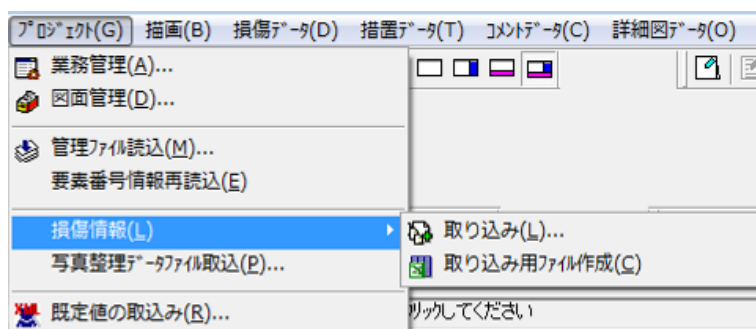 ﾌﾟﾛｼﾞｪｸﾄ(G) 描画(B) 損傷ﾃﾞｰﾀ(D) 措置ﾃﾞｰﾀ(T) ｺﾒﾝﾄﾃﾞｰﾀ(C) 詳細図ﾃﾞｰﾀ(O)
業務管理(A)...
図面管理(D)...
管理ﾌｧｲﾙ読込(M)...
要素番号情報再読込(E)
損傷情報(L)
取り込み(L)...
写真整理ﾃﾞｰﾀﾌｧｲﾙ取込(P)...
取り込み用ﾌｧｲﾙ作成(C)
既定値の取込み(R)...
ﾘｯｸしてください